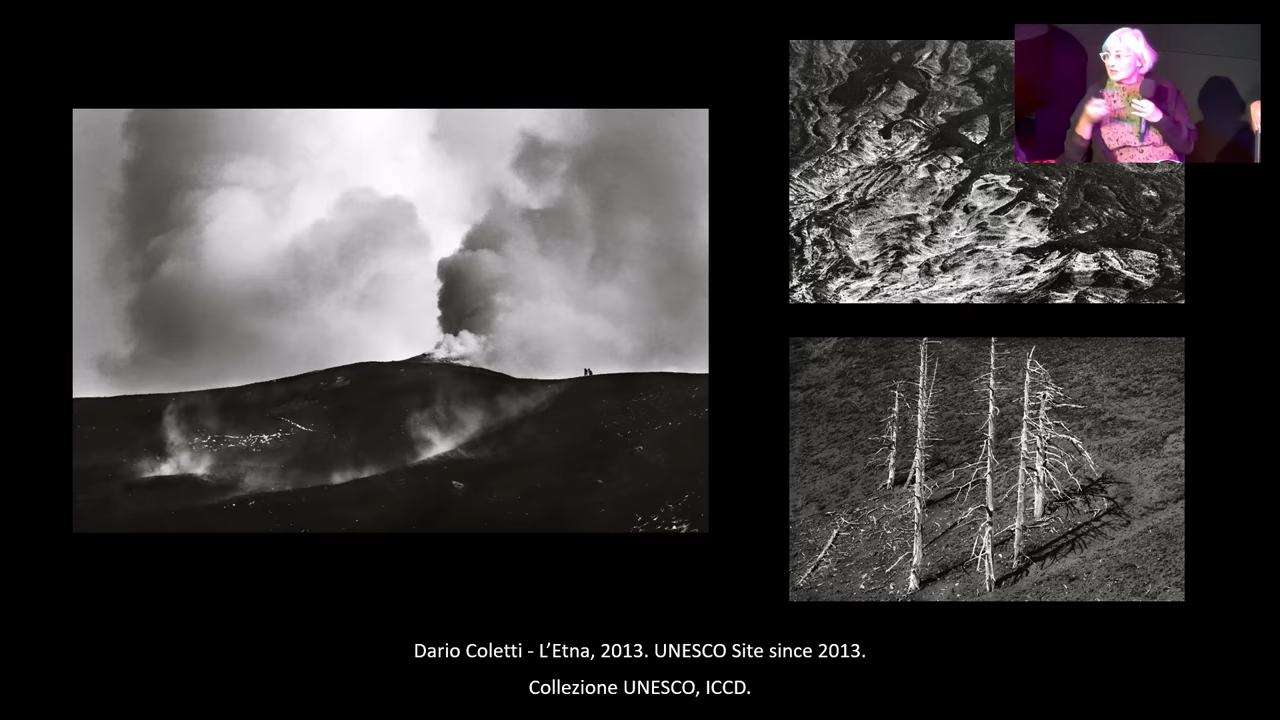 Dario Coletti - L’Etna, 2013. UNESCO Site since 2013.
Collezione UNESCO, ICCD.